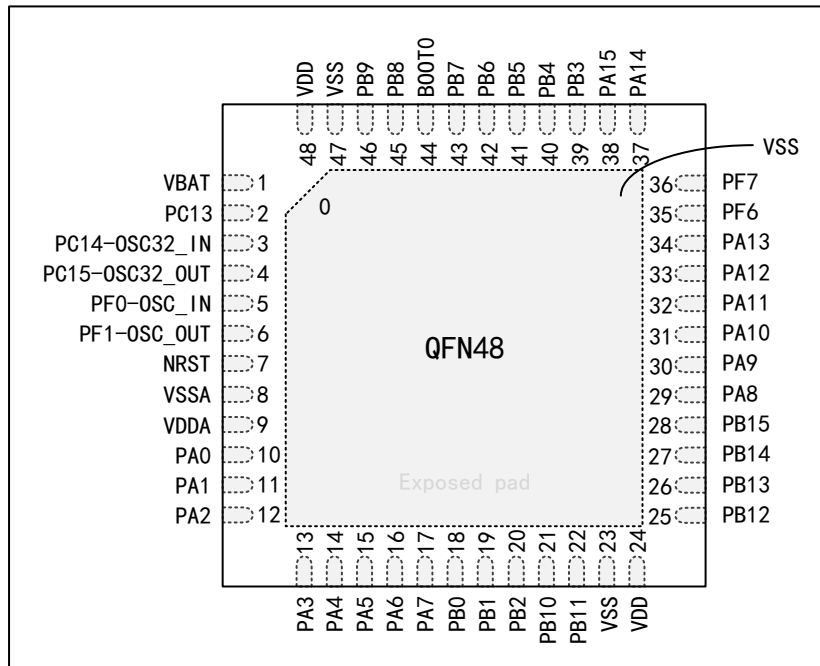 VDD VSS PB9 PB8 BOOT0 PB7 PB6 PB5 PB4 PB3 PA15 PA14
48 47 46 45 44 43 42 41 40 39 38 37
VSS
0
VBAT 1
PC13 2
PC14-OSC32_IN 3
PC15-OSC32_OUT 4
PF0-OSC_IN 5
PF1-OSC_OUT 6
NRST 7
VSSA 8
VDDA 9
PA0 10
PA1 11
PA2 12
QFN48
Exposed pad
36 PF7
35 PF6
34 PA13
33 PA12
32 PA11
31 PA10
30 PA9
29 PA8
28 PB15
27 PB14
26 PB13
25 PB12
13 14 15 16 17 18 19 20 21 22 23 24
PA3 PA4 PA5 PA6 PA7 PB0 PB1 PB2 PB10 PB11 VSS VDD